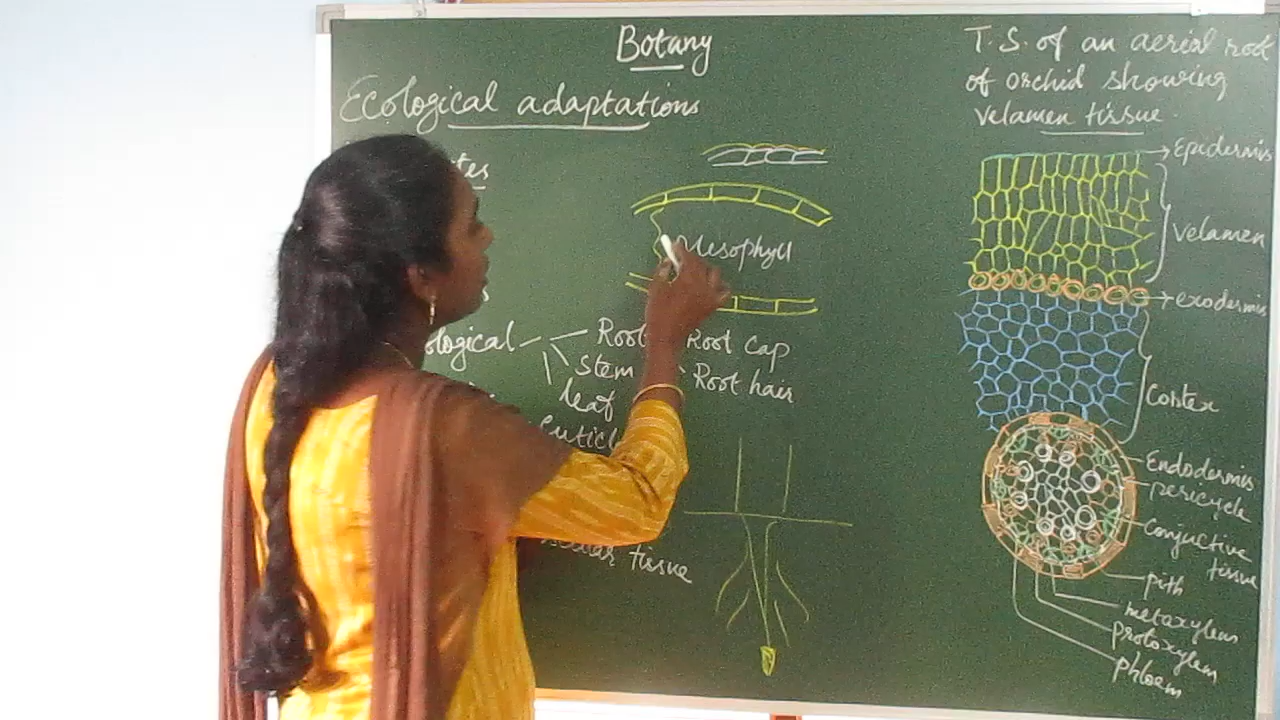 Botany
Ecological adaptations
Mesophyll
Root
Root cap
Stem
Root hair
leaf
tissue
T.S. of an aerial root
of orchid showing
velamen tissue.
Epidermis
velamen
exodermis
Cortex
Endodermis
pericycle
Conjuctive
tissue
pith
metaxylem
protoxylem
phloem